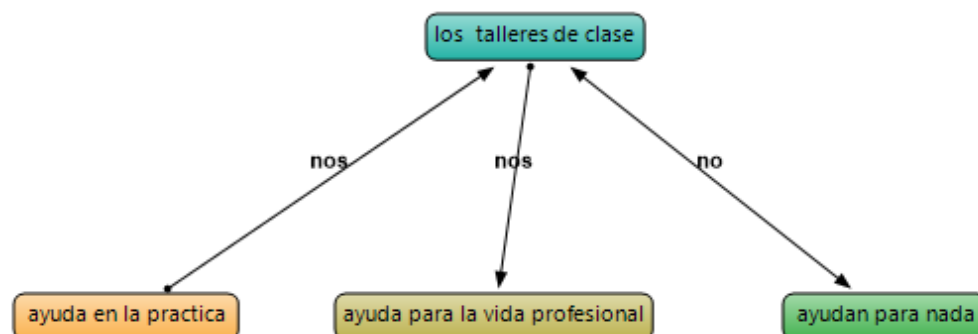 los talleres de clase
nos
nos
no
ayuda en la practica
ayuda para la vida profesional
ayudan para nada